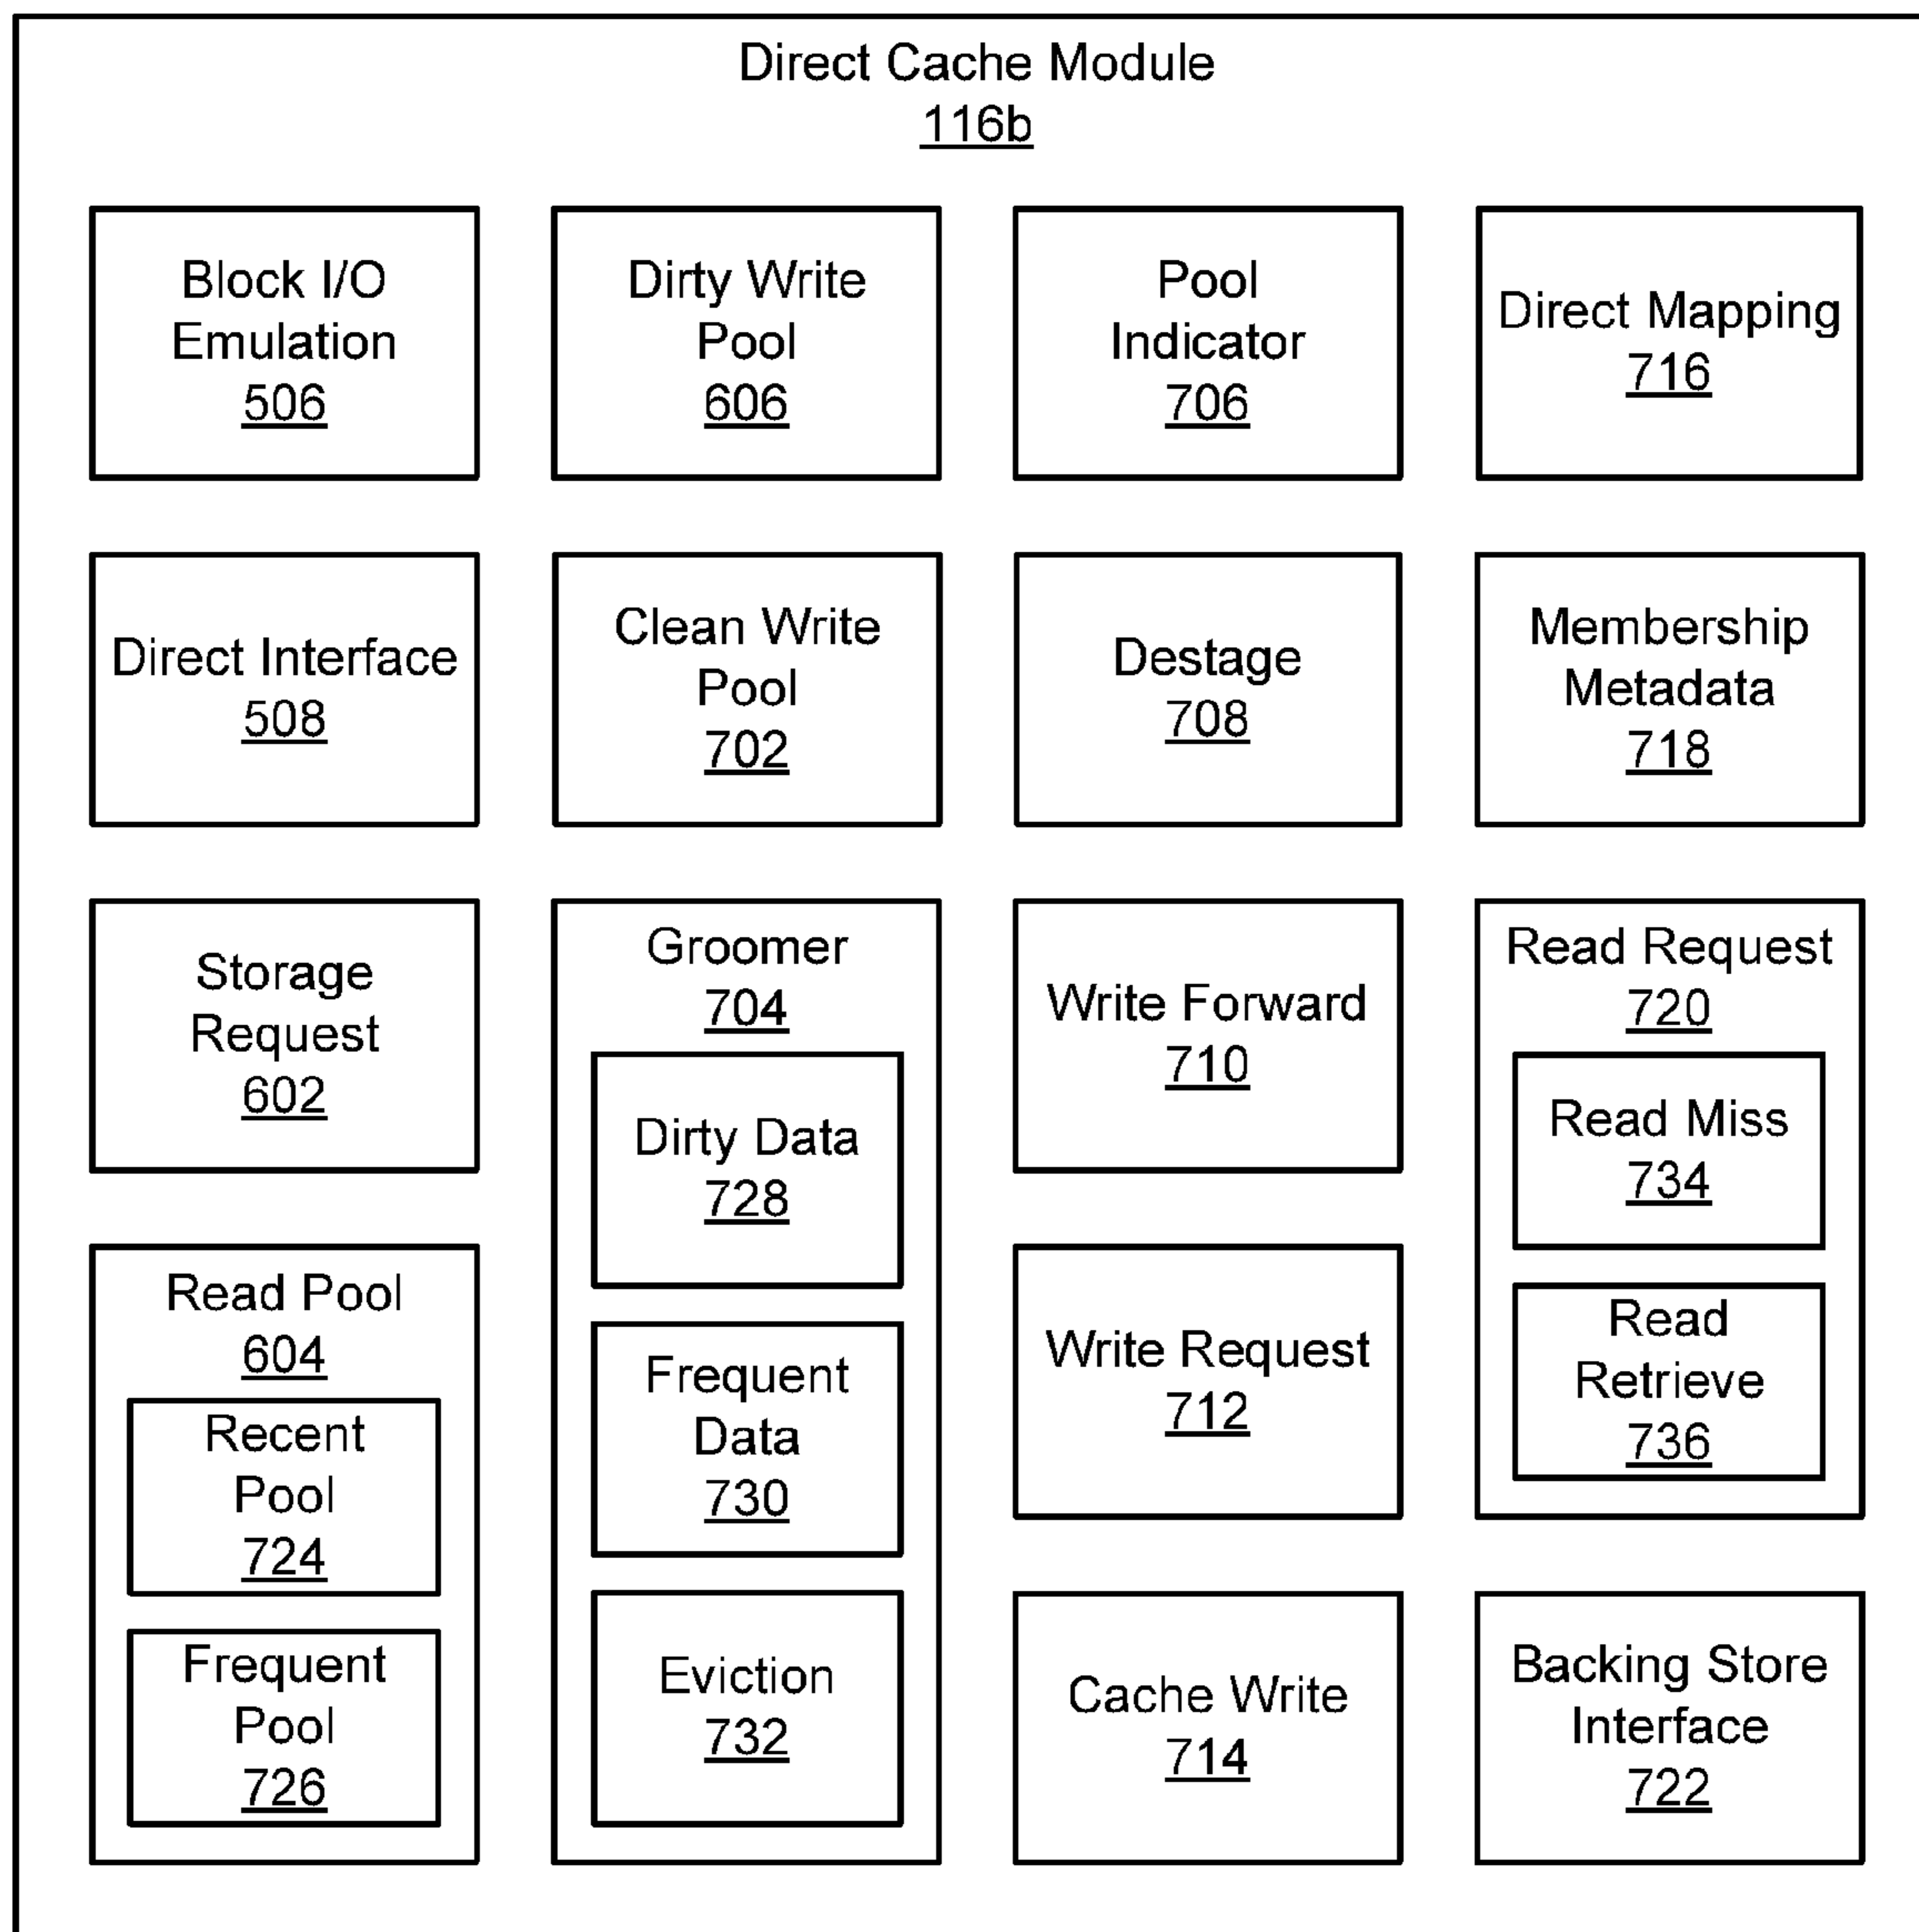 Direct Cache Module
116b
Block I/O
Emulation
506
Dirty Write
Pool
606
Pool
Indicator
706
Direct Mapping
716
Direct Interface
508
Clean Write
Pool
702
Destage
708
Membership
Metadata
718
Storage
Request
602
Groomer
704
Dirty Data
728
Frequent
Data
730
Eviction
732
Write Forward
710
Read Request
720
Read Miss
734
Read
Retrieve
736
Read Pool
604
Recent
Pool
724
Frequent
Pool
726
Write Request
712
Cache Write
714
Backing Store
Interface
722